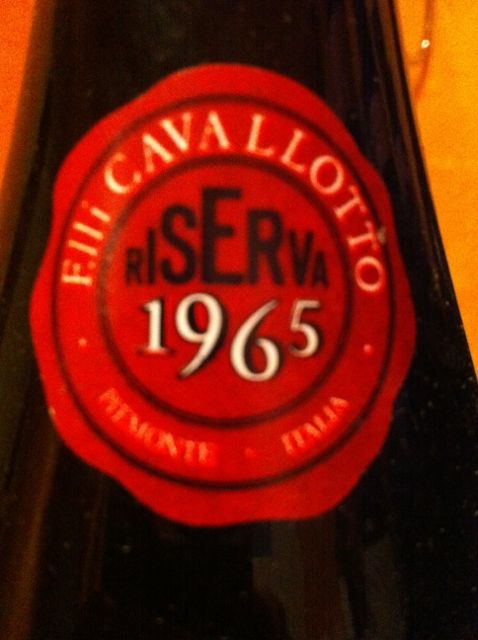 F.lli CAVALLOTTO
RISERVA
1965
PIEMONTE • ITALIA